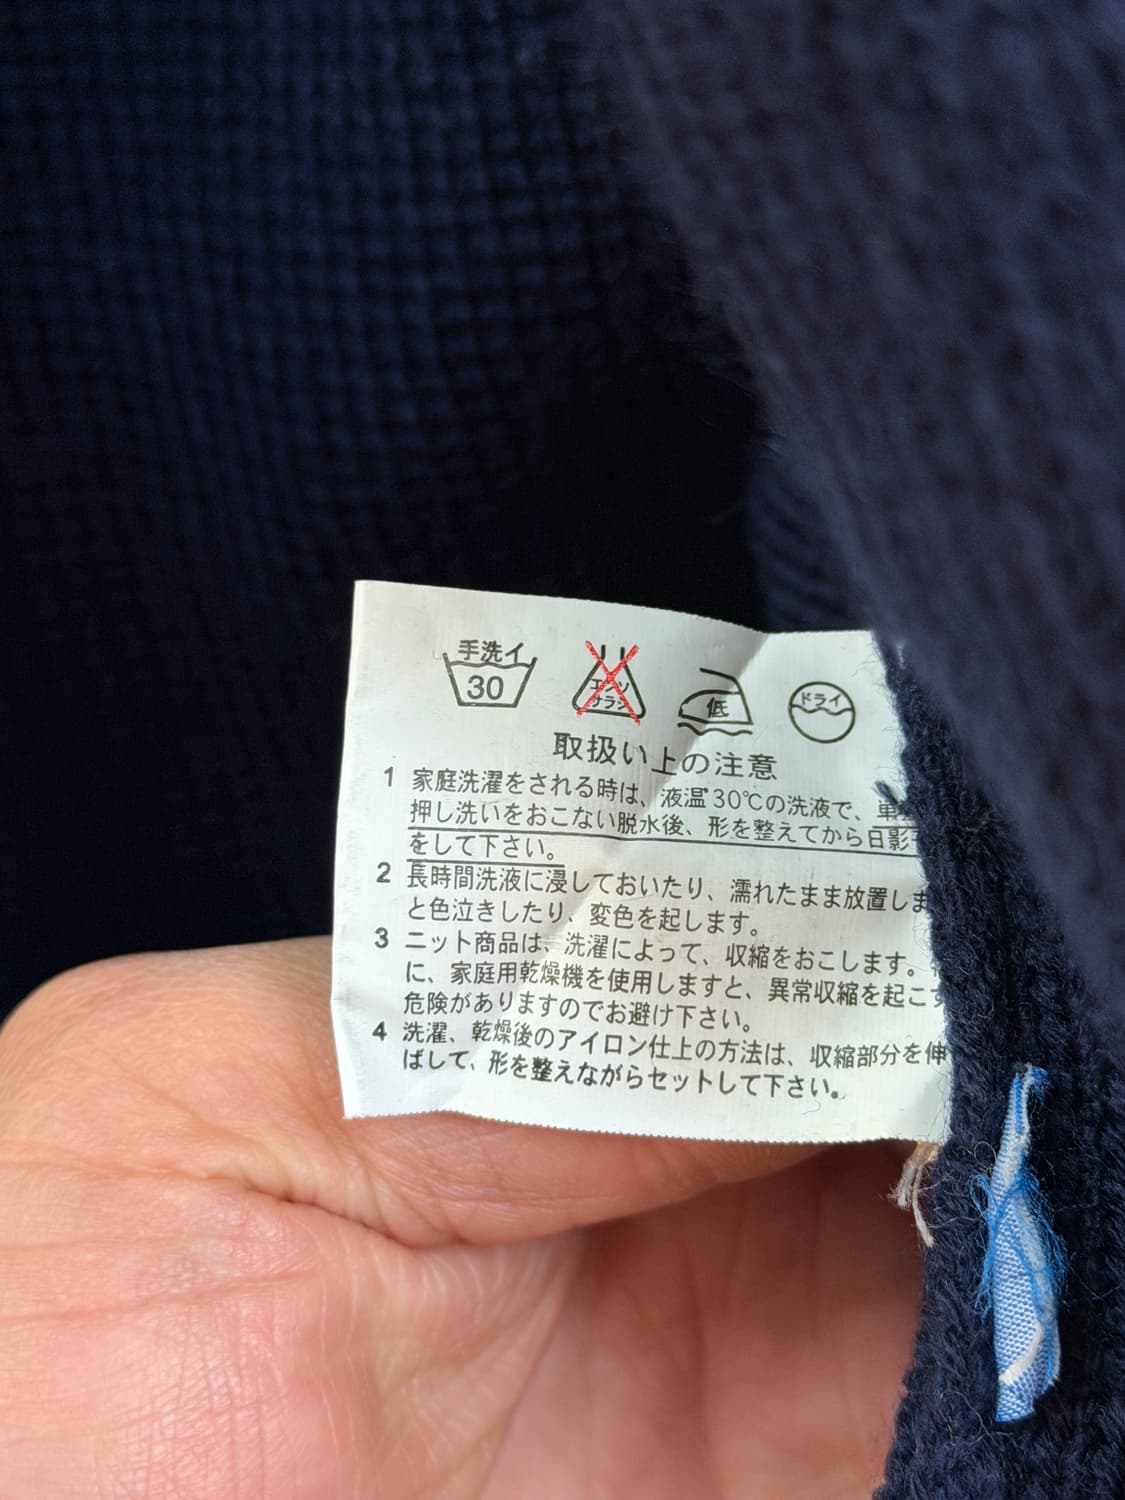 手洗イ
30
エンソ
サラシ
低
ドライ
取扱い上の注意
1 家庭洗濯をされる時は、液温30℃の洗液で、単
押し洗いをおこない脱水後、形を整えてから日影
をして下さい。
2 長時間洗液に浸しておいたり、濡れたまま放置しま
と色泣きしたり、変色を起します。
3 ニット商品は、洗濯によって、収縮をおこします。
に、家庭用乾燥機を使用しますと、異常収縮を起こす
危険がありますのでお避け下さい。
4 洗濯、乾燥後のアイロン仕上の方法は、収縮部分を伸
ばして、形を整えながらセットして下さい。